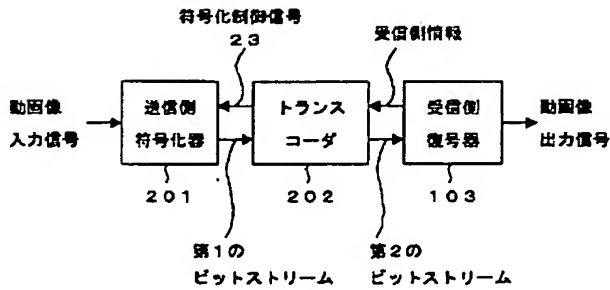 符号化制御信号
２３
受信側情報
動画像
入力信号
送信側
符号化器
トランス
コーダ
受信側
復号器
動画像
出力信号
２０１
２０２
１０３
第１の
ビットストリーム
第２の
ビットストリーム